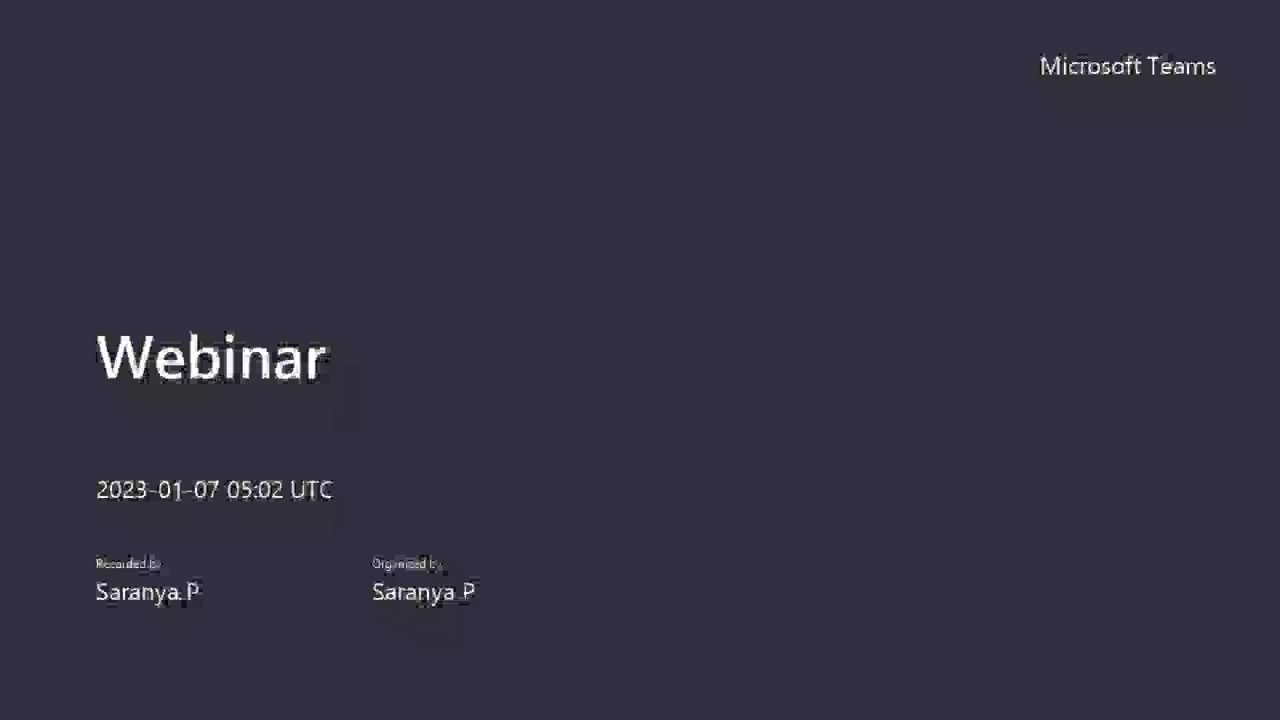 Microsoft Teams
Webinar
2023-01-07 05:02 UTC
Recorded by
Organized by
Saranya P
Saranya P